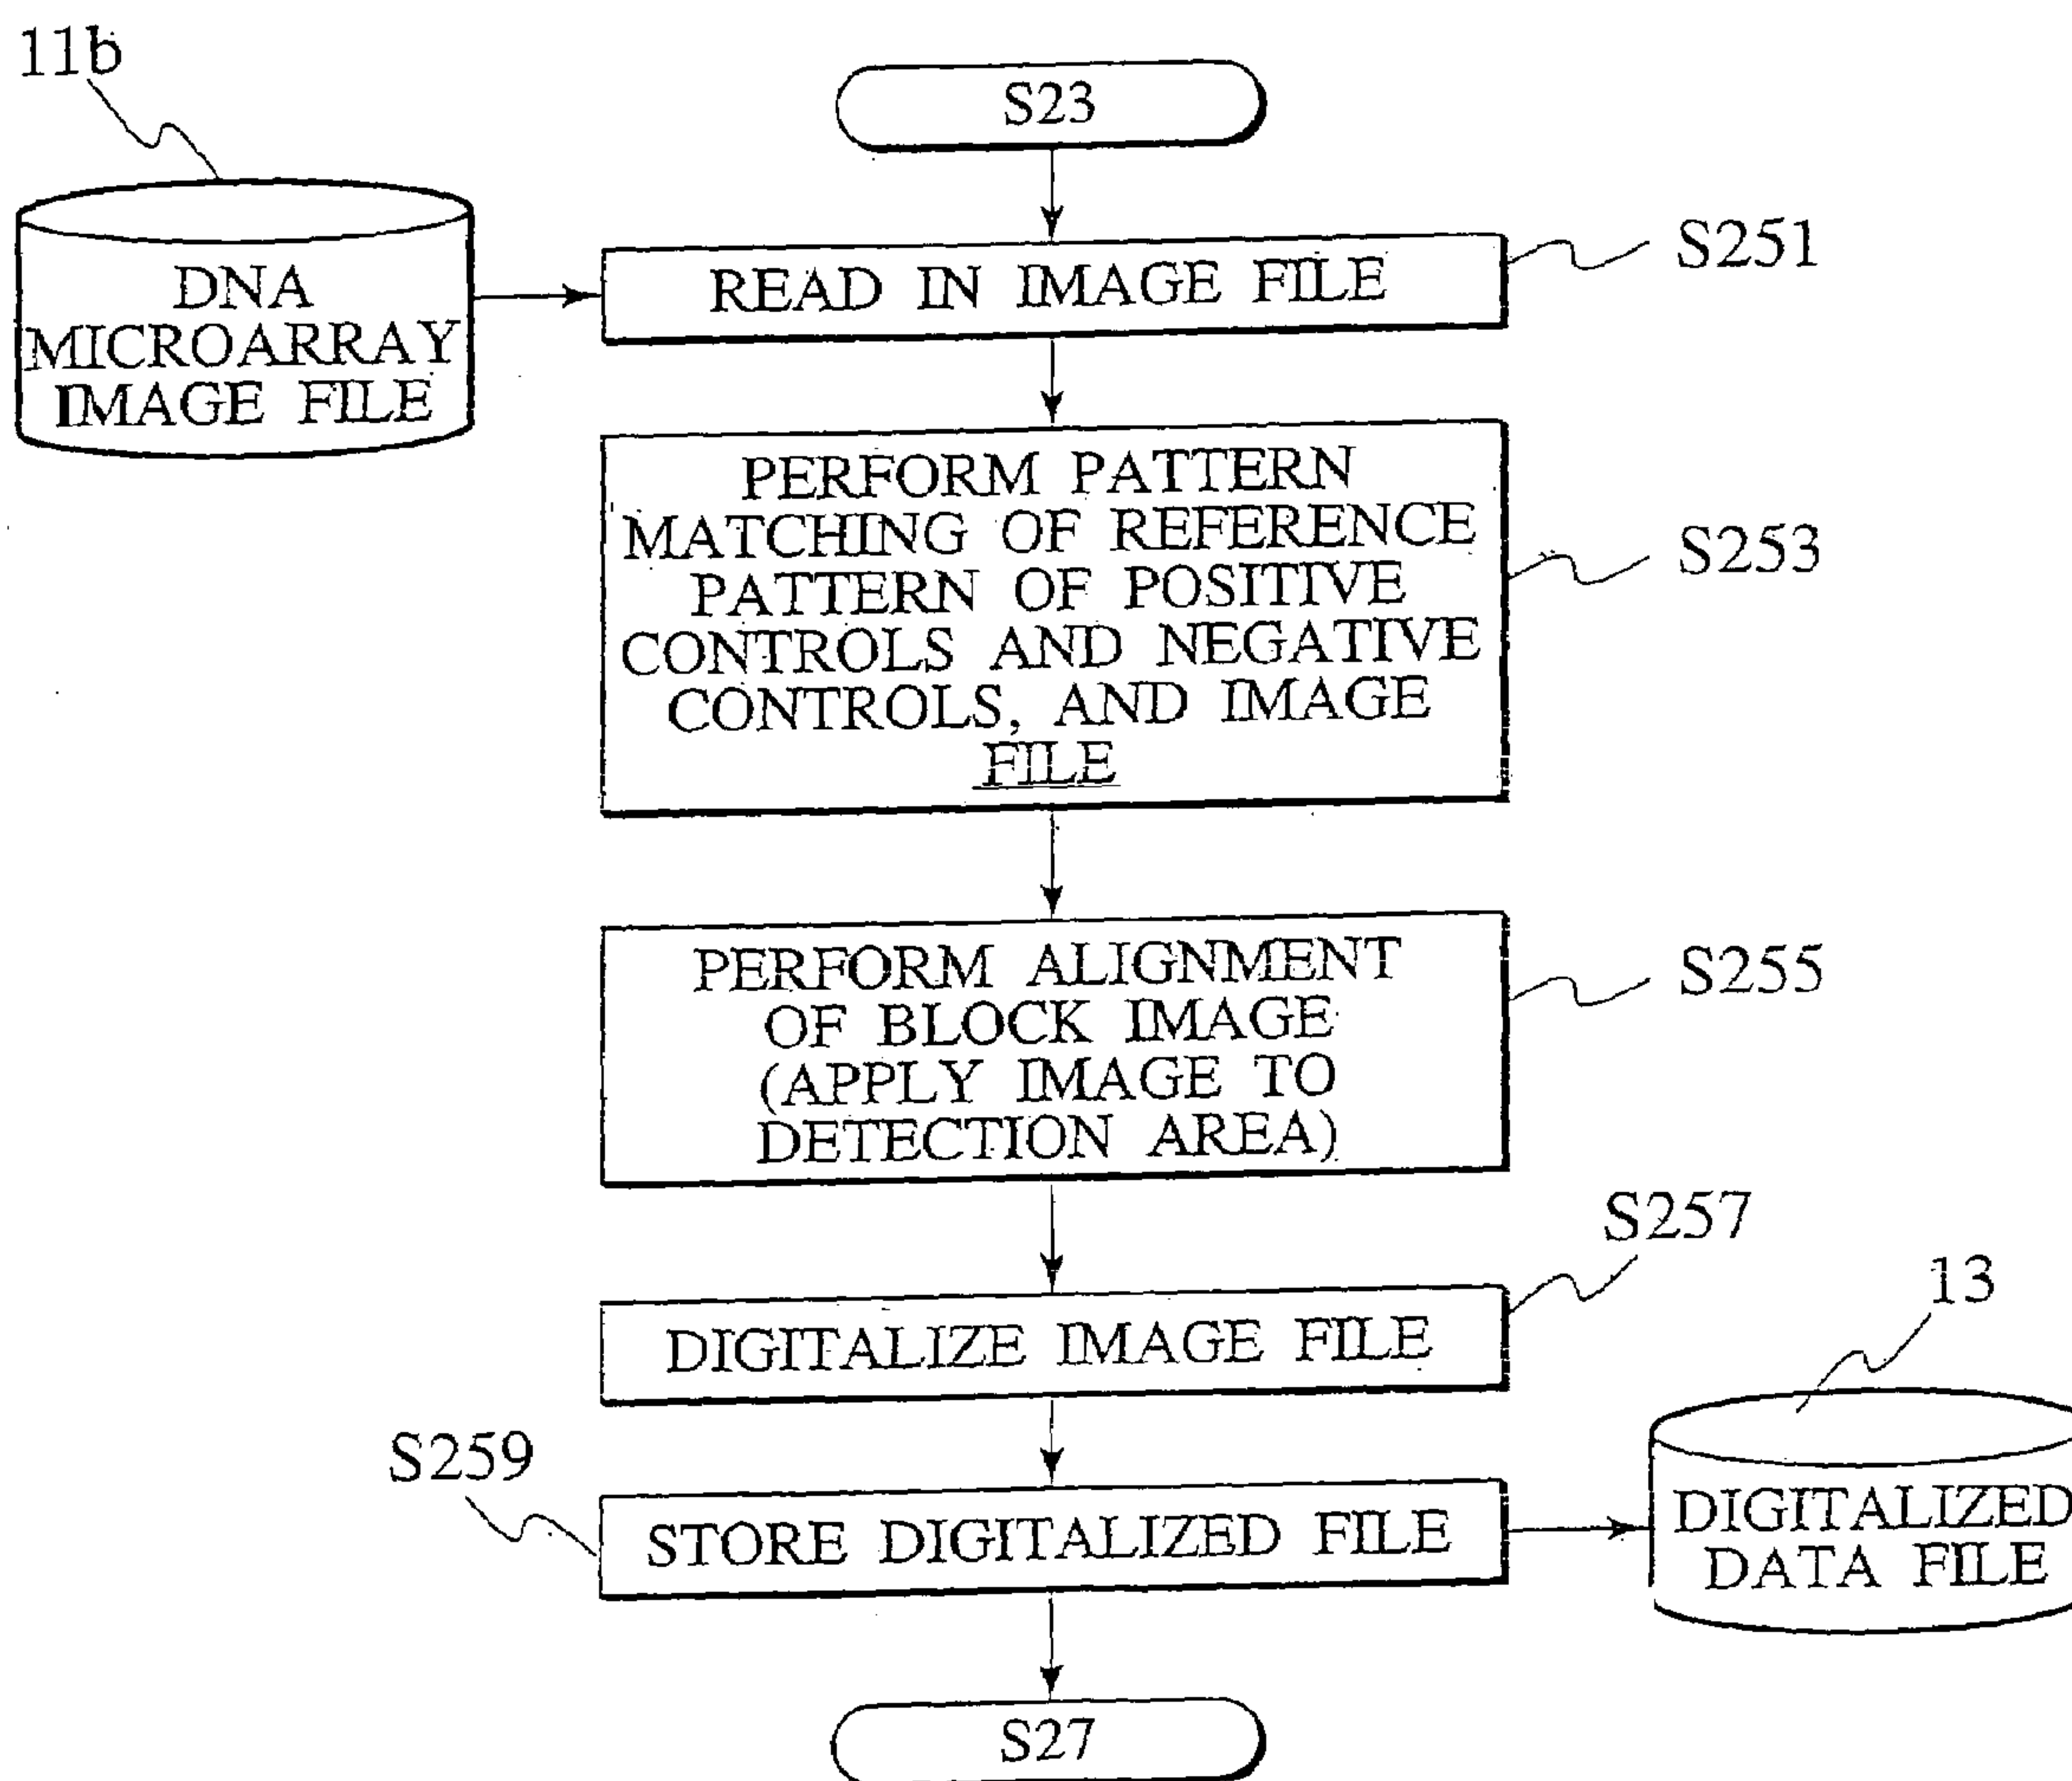 11b
S23
DNA
MICROARRAY
IMAGE FILE
READ IN IMAGE FILE
S251
PERFORM PATTERN
MATCHING OF REFERENCE
PATTERN OF POSITIVE
CONTROLS AND NEGATIVE
CONTROLS, AND IMAGE
FILE
S253
PERFORM ALIGNMENT
OF BLOCK IMAGE
(APPLY IMAGE TO
DETECTION AREA)
S255
DIGITALIZE IMAGE FILE
S257
13
S259
STORE DIGITALIZED FILE
DIGITALIZED
DATA FILE
S27